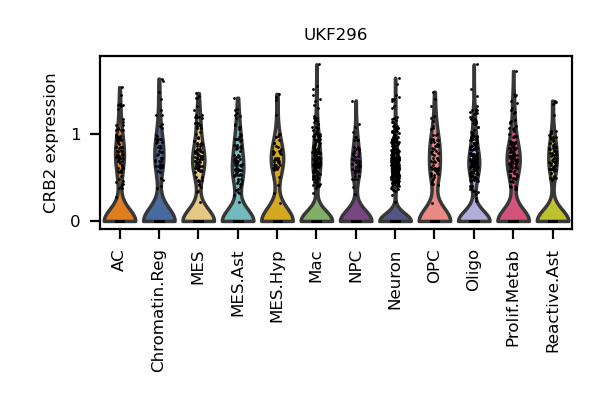 UKF296
CRB2 expression
1
0
AC
Chromatin.Reg
MES
MES.Ast
MES.Hyp
Mac
NPC
Neuron
OPC
Oligo
Prolif.Metab
Reactive.Ast